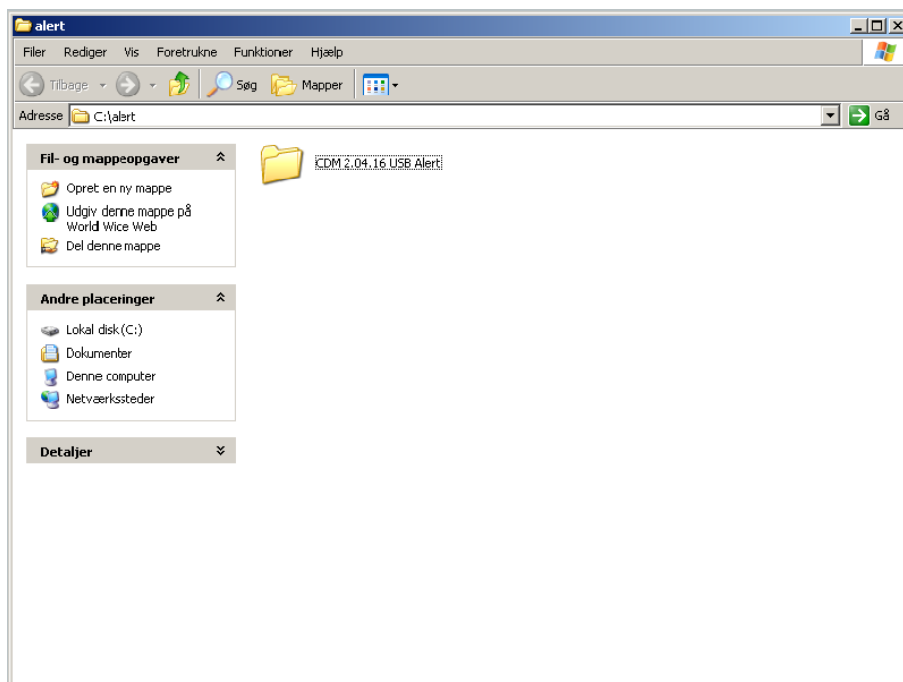 alert
Filer Rediger Vis Foretrukne Funktioner Hjælp
Tilbage Søg Mapper
Adresse C:\alert Gå
Fil- og mappeopgaver
Opret en ny mappe
Udgiv denne mappe på
World Wice Web
Del denne mappe
Andre placeringer
Lokal disk (C:)
Dokumenter
Denne computer
Netværkssteder
Detaljer
CDM 2.04.16 USB Alert